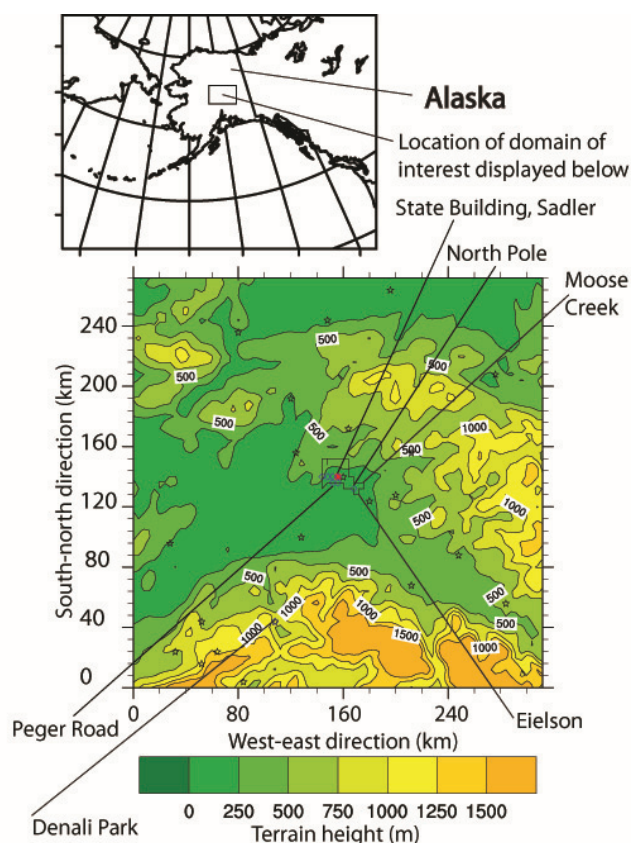 Alaska
Location of domain of
interest displayed below
State Building, Sadler
North Pole
Moose
Creek
South-north direction (km)
240
200
160
120
80
40
0
500
500
500
500
500
500
1000
500
1000
500
500
500
500
500
1000
1000
1000
1500
1000
0
80
160
240
West-east direction (km)
Peger Road
Eielson
Denali Park
0 250 500 750 1000 1250 1500
Terrain height (m)